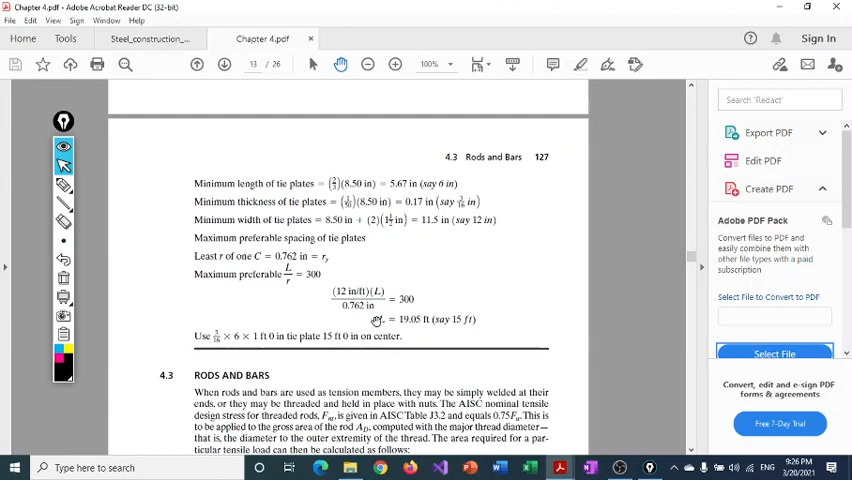 Chapter 4.pdf - Adobe Acrobat Reader DC (32-bit)
File Edit View Sign Window Help
Home Tools Steel_construction_... Chapter 4.pdf × Sign In
13 / 26 100%
4.3 Rods and Bars 127
Minimum length of tie plates = (2/3)(8.50 in) = 5.67 in (say 6 in)
Minimum thickness of tie plates = (1/50)(8.50 in) = 0.17 in (say 3/16 in)
Minimum width of tie plates = 8.50 in + (2)(1 1/2 in) = 11.5 in (say 12 in)
Maximum preferable spacing of tie plates
Least r of one C = 0.762 in = ry
Maximum preferable L/r = 300
(12 in/ft)(L)
0.762 in = 300
= 19.05 ft (say 15 ft)
Use 3/16 × 6 × 1 ft 0 in tie plate 15 ft 0 in on center.
4.3 RODS AND BARS
When rods and bars are used as tension members, they may be simply welded at their
ends, or they may be threaded and held in place with nuts. The AISC nominal tensile
design stress for threaded rods, Fnt, is given in AISC Table J3.2 and equals 0.75Fu. This is
to be applied to the gross area of the rod AD, computed with the major thread diameter—
that is, the diameter to the outer extremity of the thread. The area required for a par-
ticular tensile load can then be calculated as follows:
Search 'Redact'
Export PDF
Edit PDF
Create PDF
Adobe PDF Pack
Convert files to PDF and
easily combine them with
other file types with a paid
subscription
Select File to Convert to PDF
Select File
Convert, edit and e-sign PDF
forms & agreements
Free 7-Day Trial
Type here to search
ENG
9:26 PM
3/20/2021